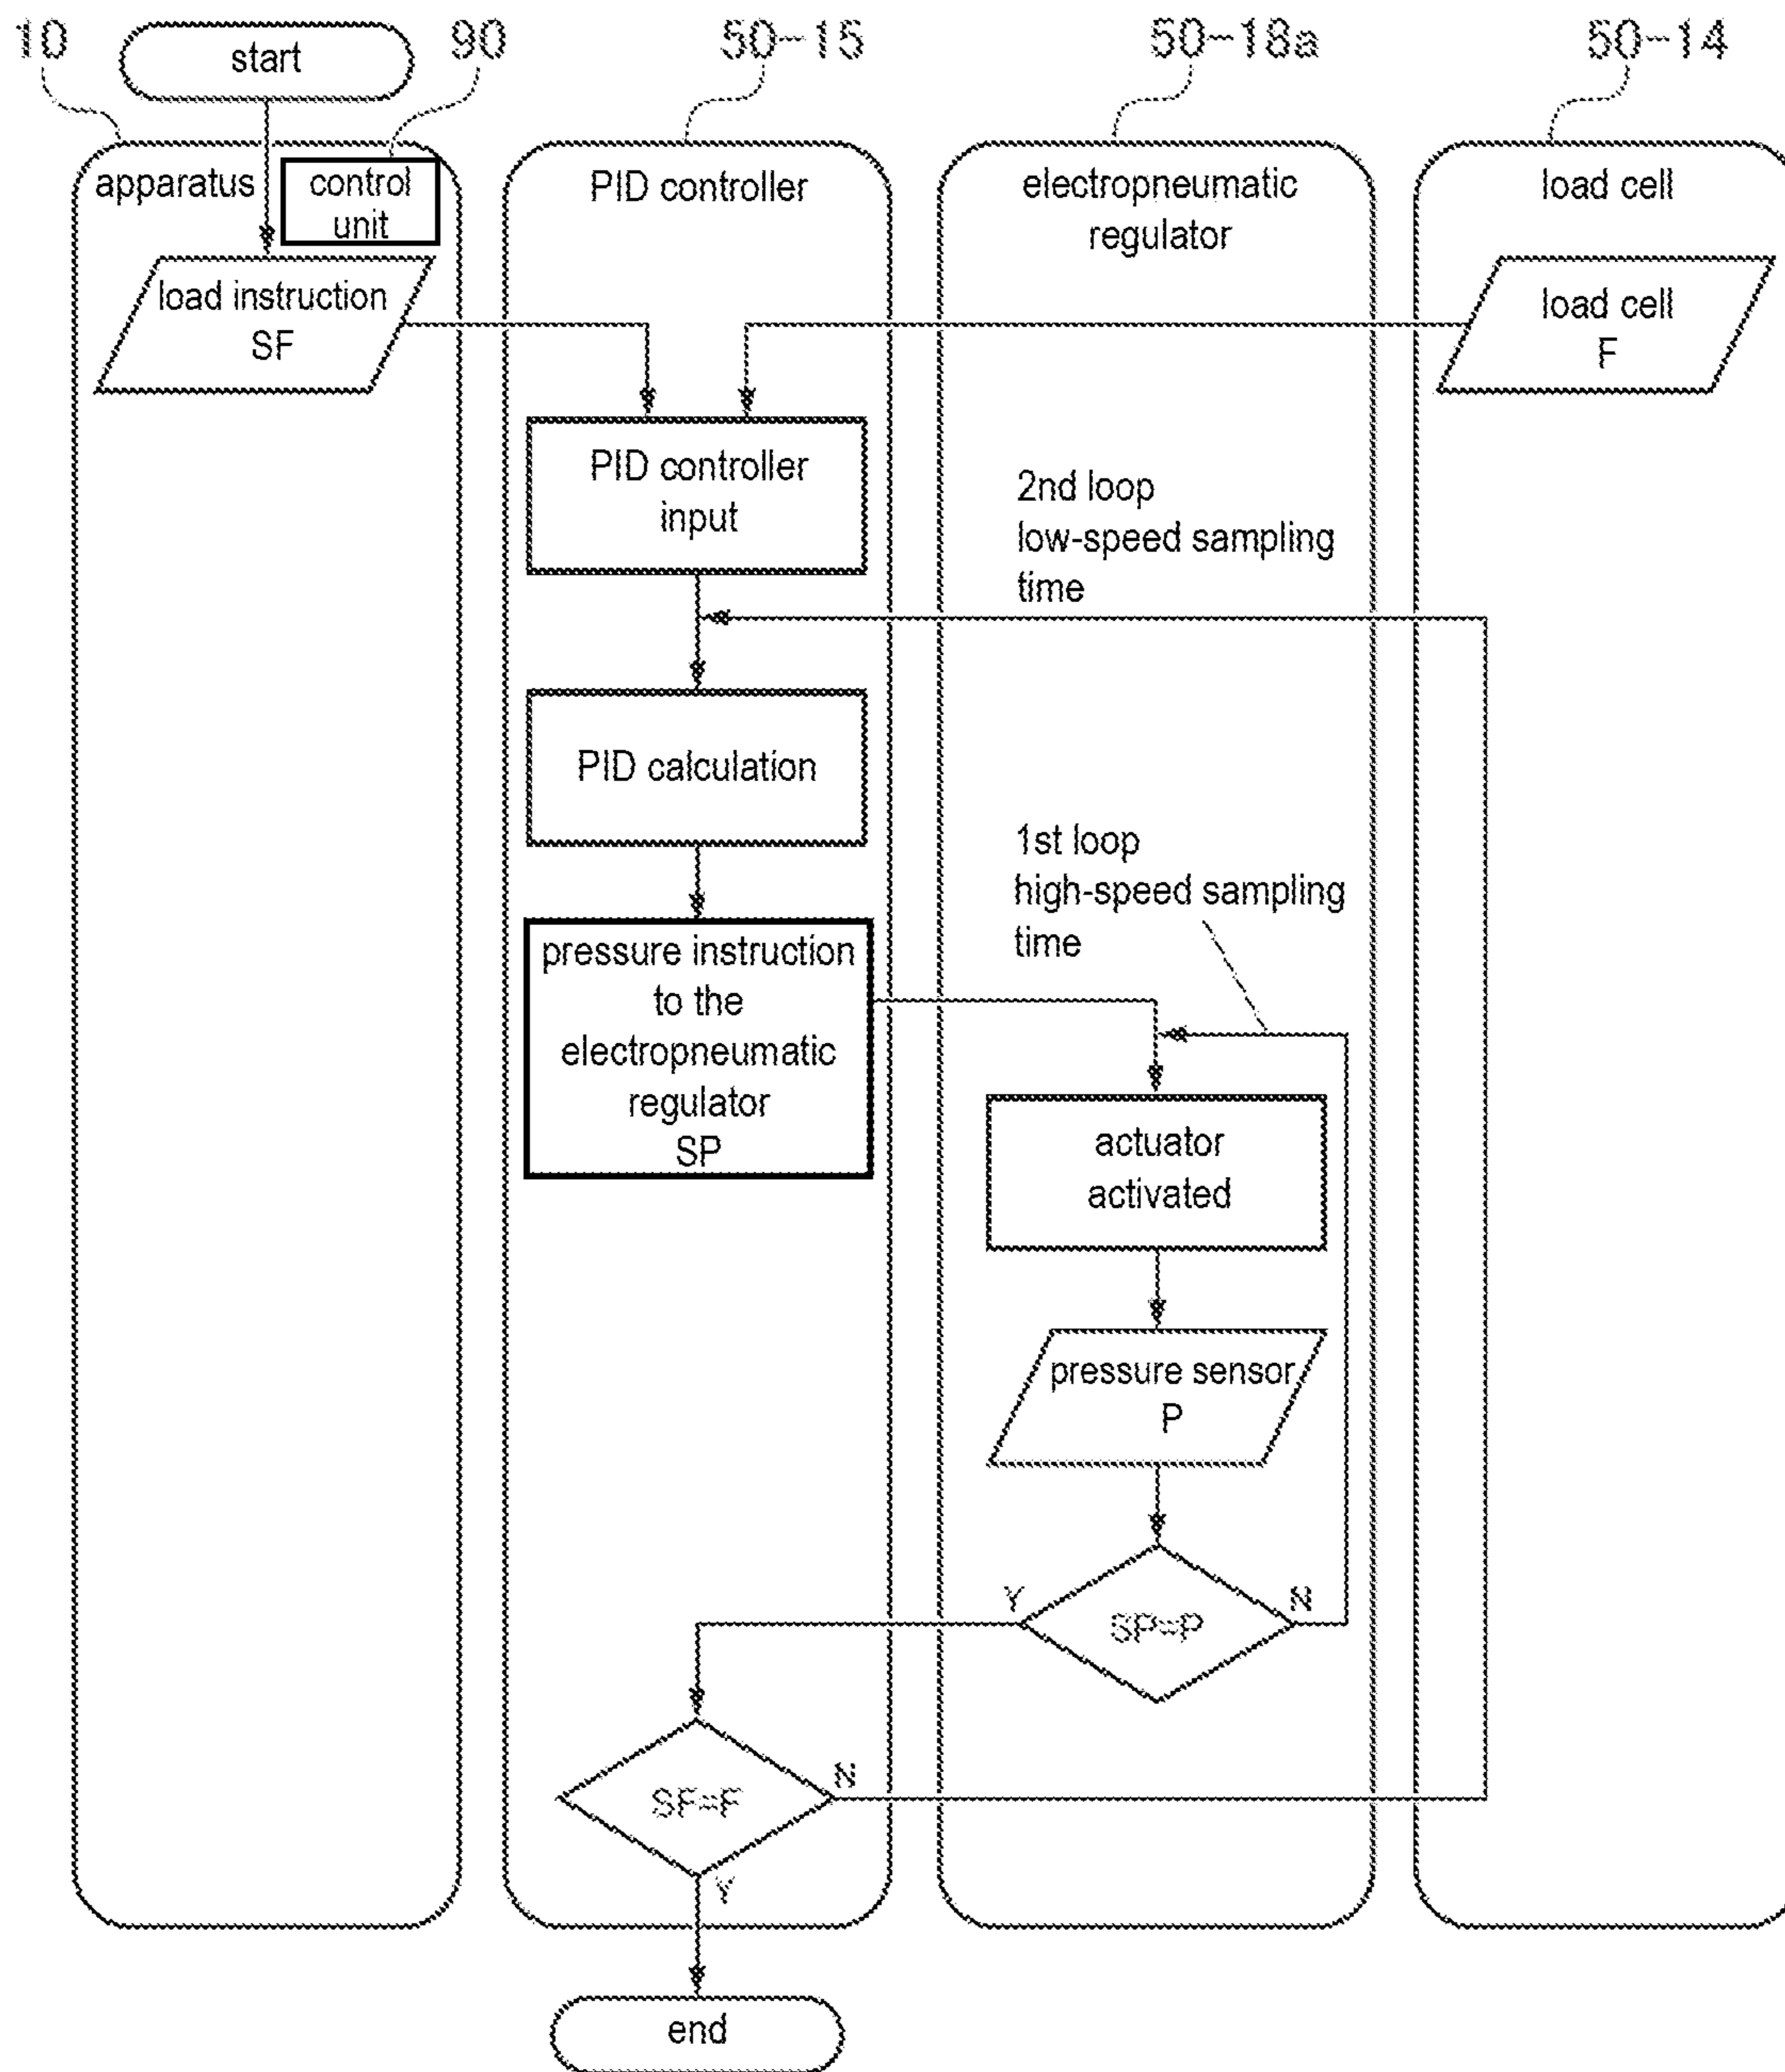 10
start
90
50-15
50-18a
50-14
apparatus
control
unit
PID controller
electropneumatic
regulator
load cell
load instruction
SF
load cell
F
PID controller
input
2nd loop
low-speed sampling
time
PID calculation
1st loop
high-speed sampling
time
pressure instruction
to the
electropneumatic
regulator
SP
actuator
activated
pressure sensor
P
Y
SP=P
N
SF=F
N
Y
end